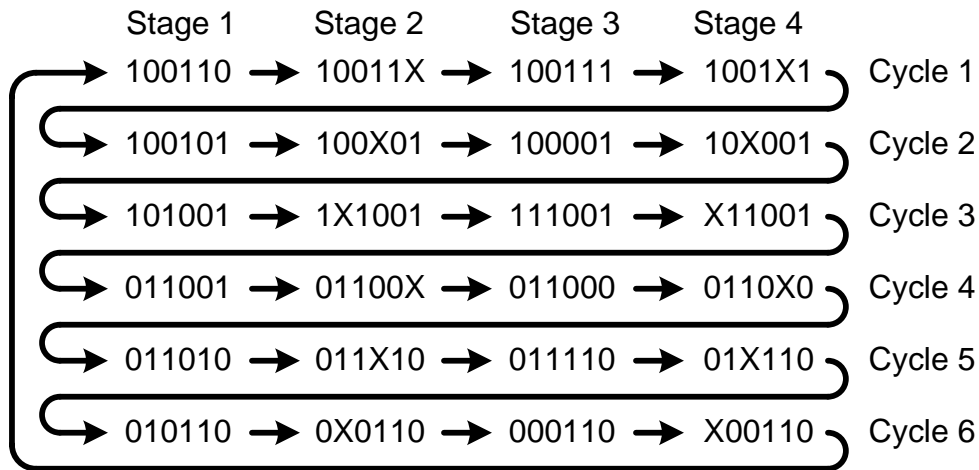 Stage 1 Stage 2 Stage 3 Stage 4
100110 10011X 100111 1001X1 Cycle 1
100101 100X01 100001 10X001 Cycle 2
101001 1X1001 111001 X11001 Cycle 3
011001 01100X 011000 0110X0 Cycle 4
011010 011X10 011110 01X110 Cycle 5
010110 0X0110 000110 X00110 Cycle 6